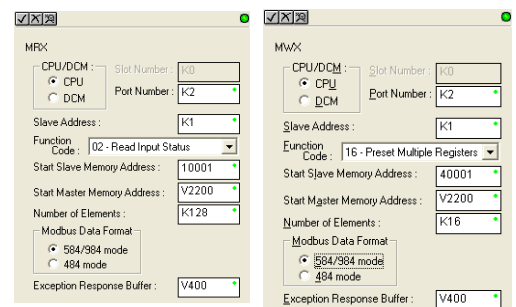 MRX
CPU/DCM :
CPU
DCM
Slot Number : K0
Port Number : K2
Slave Address : K1
Function Code : 02 - Read Input Status
Start Slave Memory Address : 10001
Start Master Memory Address : V2200
Number of Elements : K128
Modbus Data Format
584/984 mode
484 mode
Exception Response Buffer : V400
MWX
CPU/DCM :
CPU
DCM
Slot Number : K0
Port Number : K2
Slave Address : K1
Function Code : 16 - Preset Multiple Registers
Start Slave Memory Address : 40001
Start Master Memory Address : V2200
Number of Elements : K16
Modbus Data Format
584/984 mode
484 mode
Exception Response Buffer : V400